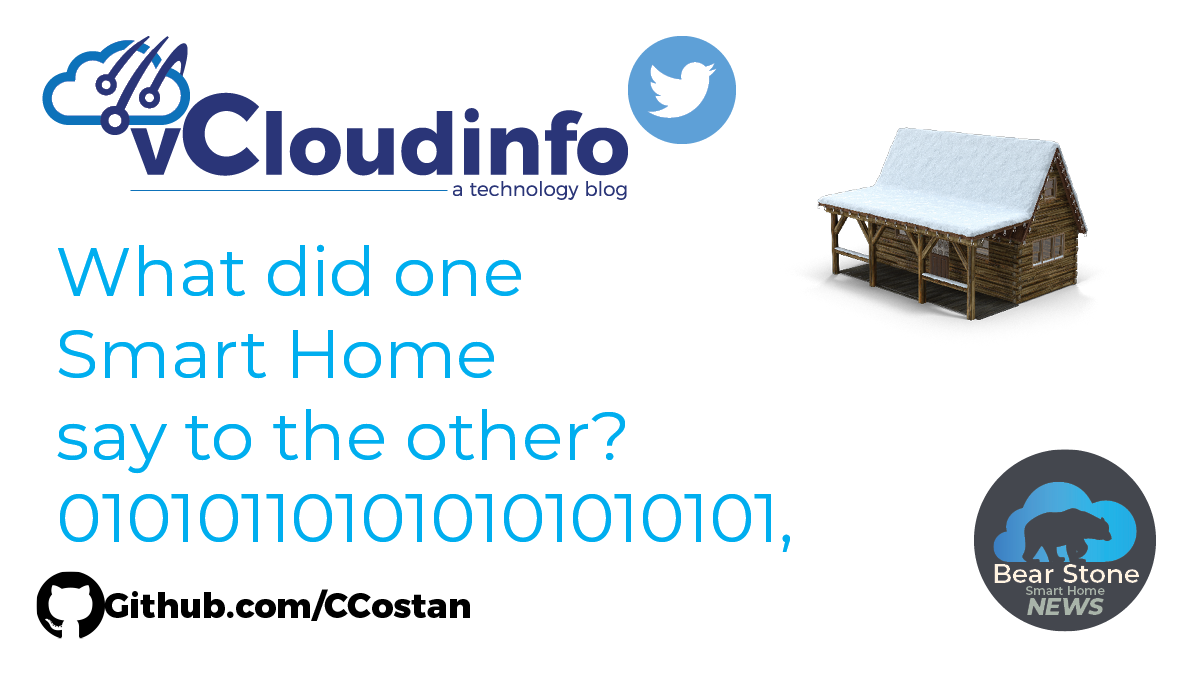 vCloudinfo
a technology blog
What did one
Smart Home
say to the other?
0101011010101010101010101,
Github.com/CCostan
Bear Stone
Smart Home
NEWS